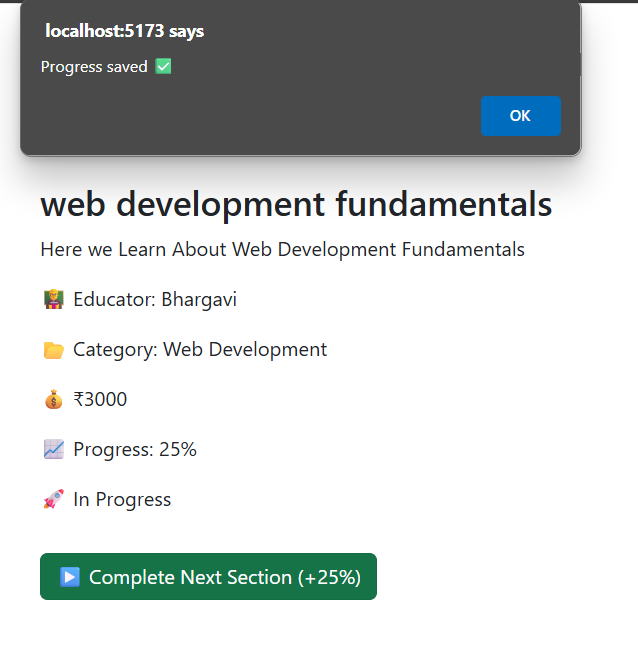 localhost:5173 says
Progress saved ✅
OK
web development fundamentals
Here we Learn About Web Development Fundamentals
👩‍🏫 Educator: Bhargavi
📂 Category: Web Development
💰 ₹3000
📈 Progress: 25%
🚀 In Progress
▶️ Complete Next Section (+25%)